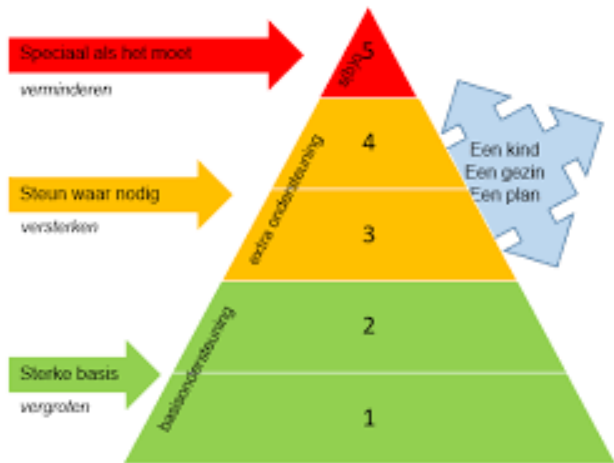 Speciaal als het moet
verminderen
5
4
Een kind
Een gezin
Een plan
Steun waar nodig
versterken
extra ondersteuning
3
2
Sterke basis
vergroten
basisondersteuning
1